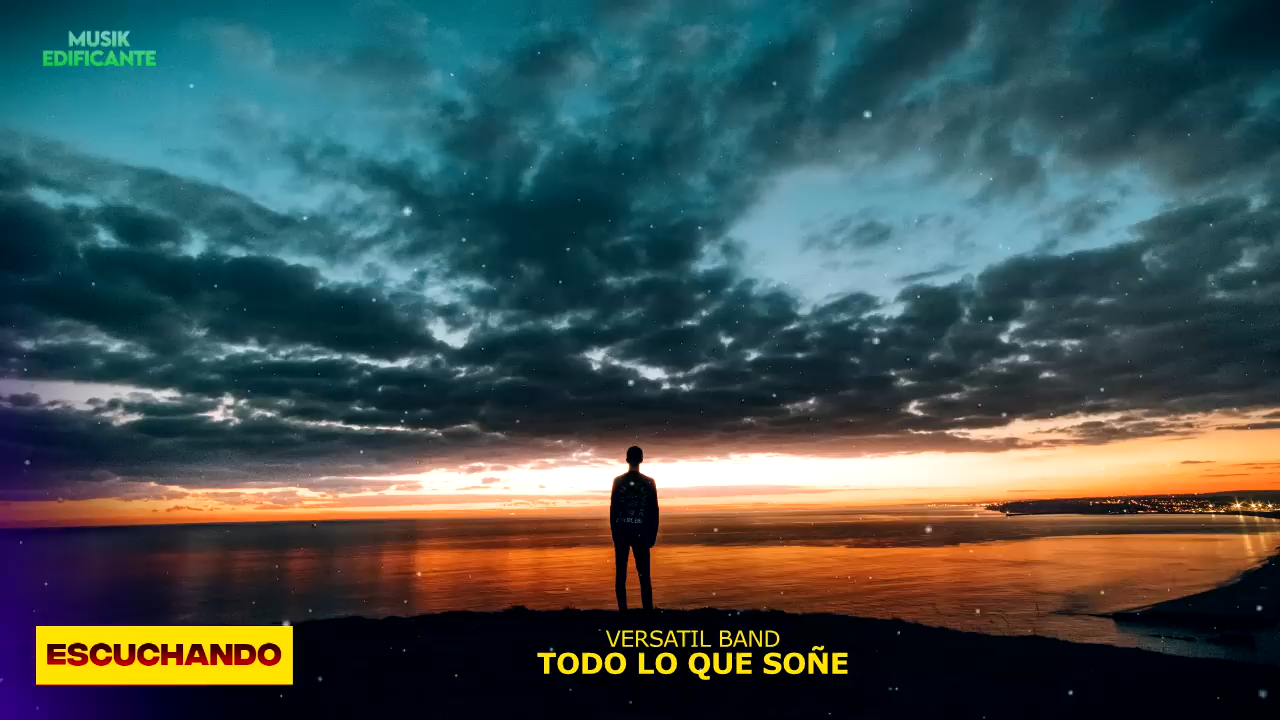 MUSIK
EDIFICANTE
ESCUCHANDO
VERSATIL BAND
TODO LO QUE SOÑE